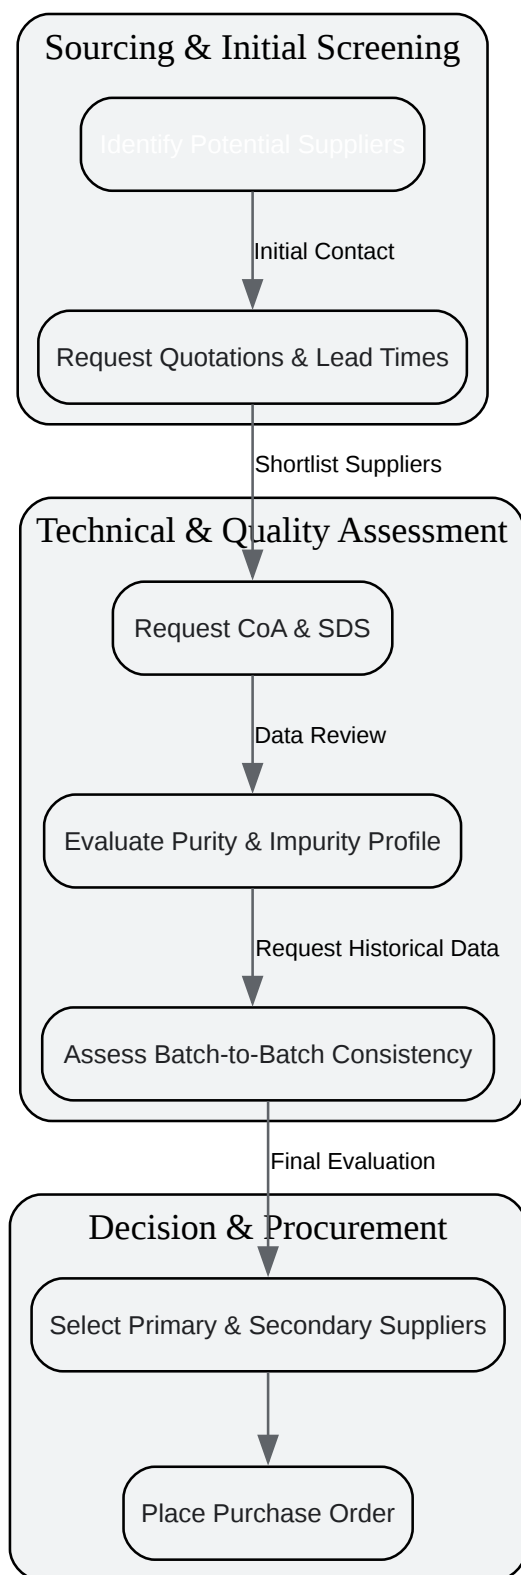 Sourcing & Initial Screening
Identify Potential Suppliers
Initial Contact
Request Quotations & Lead Times
Shortlist Suppliers
Technical & Quality Assessment
Request CoA & SDS
Data Review
Evaluate Purity & Impurity Profile
Request Historical Data
Assess Batch-to-Batch Consistency
Final Evaluation
Decision & Procurement
Select Primary & Secondary Suppliers
Place Purchase Order